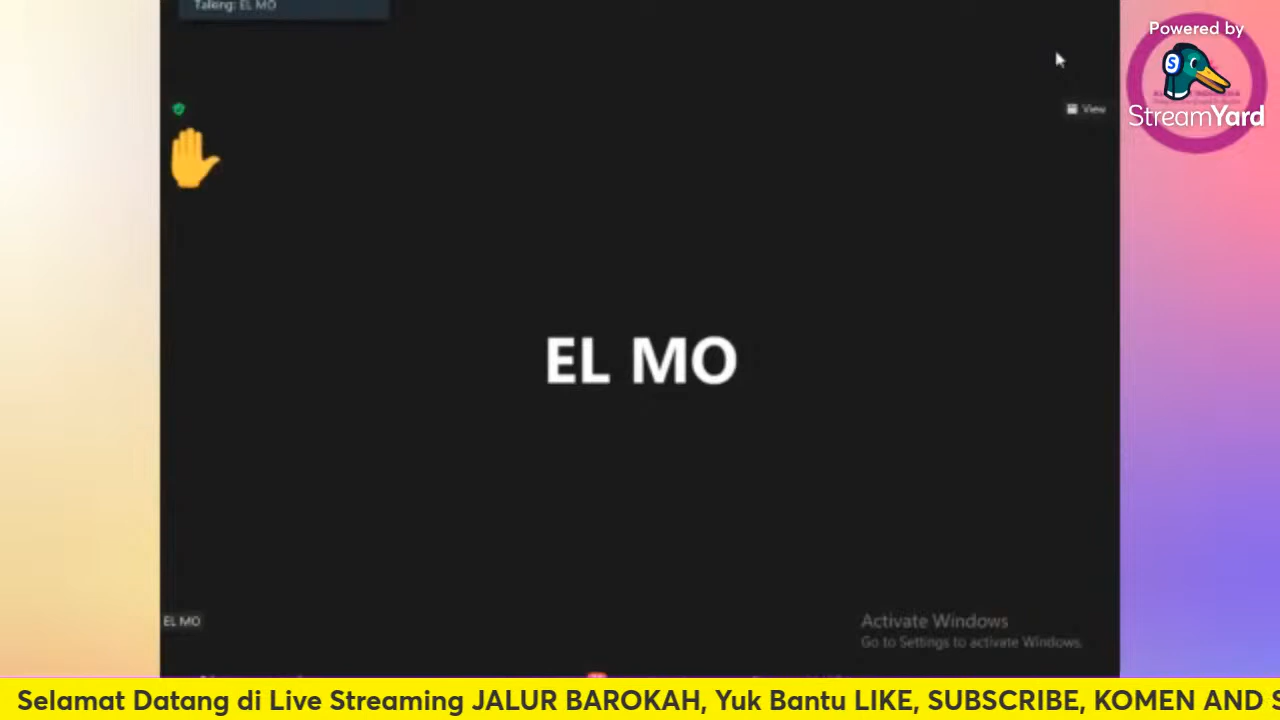 Talking: EL MO
Powered by
StreamYard
View
EL MO
EL MO
Activate Windows
Go to Settings to activate Windows.
Selamat Datang di Live Streaming JALUR BAROKAH, Yuk Bantu LIKE, SUBSCRIBE, KOMEN AND S